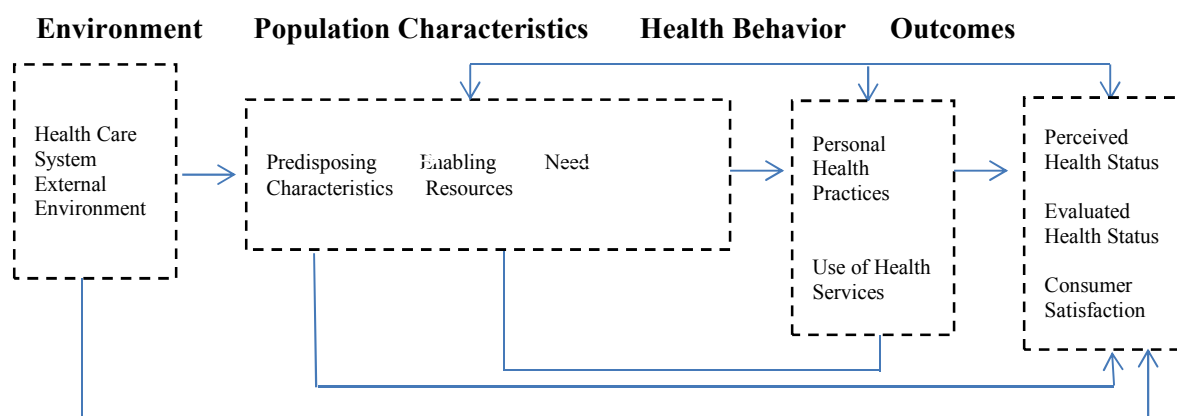 Environment Population Characteristics Health Behavior Outcomes
Health Care
System
External
Environment
Predisposing Enabling Need
Characteristics Resources
Personal
Health
Practices
Use of Health
Services
Perceived
Health Status
Evaluated
Health Status
Consumer
Satisfaction